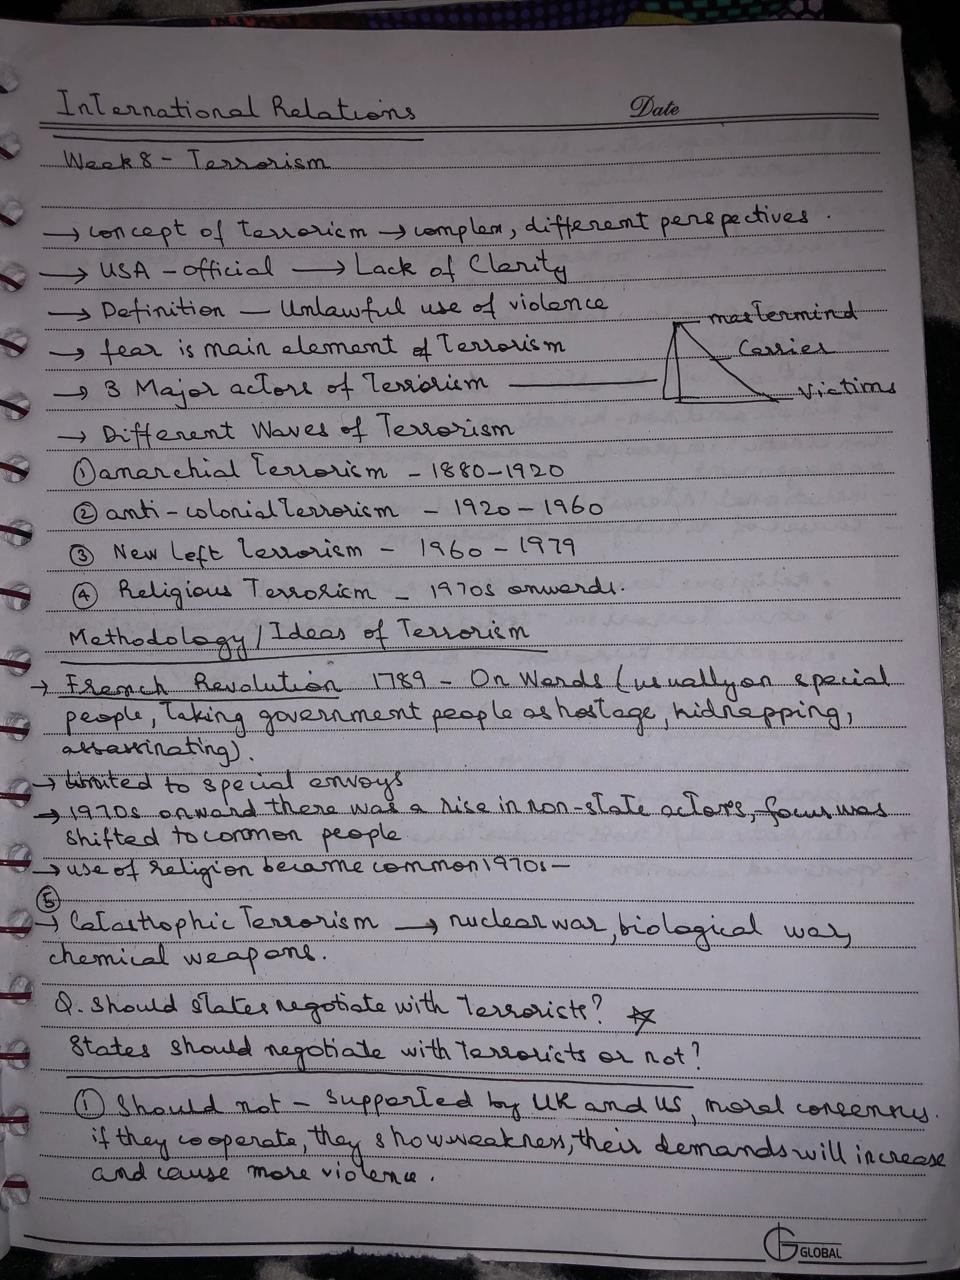 International Relations
Date
Week 8 - Terrorism
→ concept of terrorism → complex, different perspectives.
→ USA - official → Lack of Clarity
→ Definition - Unlawful use of violence
→ fear is main element of Terrorism
→ 3 Major actors of Terrorism
mastermind
Carrier
victims
→ Different Waves of Terrorism
① anarchial Terrorism - 1880-1920
② anti-colonial Terrorism - 1920-1960
③ New Left Terrorism - 1960-1979
④ Religious Terrorism - 1970s onwards.
Methodology/Ideas of Terrorism
→ French Revolution 1789 - On Words (usually on special
people, Taking government people as hostage, kidnapping,
assassinating).
→ Limited to special envoys
→ 1970s onward there was a rise in non-state actors, focus was
shifted to common people
→ use of religion became common 1970s -
⑤
→ Catastrophic Terrorism → nuclear war, biological war,
chemical weapons.
Q. Should states negotiate with Terrorists? ☆
States should negotiate with Terrorists or not?
① Should not - Supported by UK and US, moral consensus.
if they cooperate, they show weakness, their demands will increase
and cause more violence.
GLOBAL